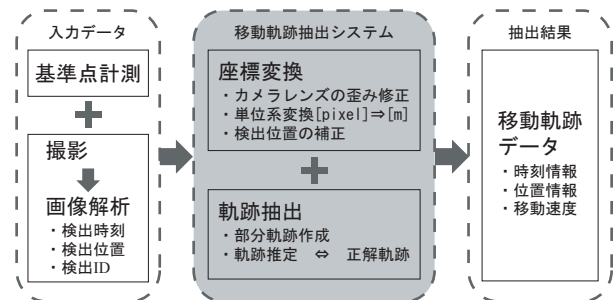 入力データ
基準点計測
撮影
画像解析
・検出時刻
・検出位置
・検出ID
移動軌跡抽出システム
座標変換
・カメラレンズの歪み修正
・単位系変換[pixel]⇒[m]
・検出位置の補正
軌跡抽出
・部分軌跡作成
・軌跡推定 ⇔ 正解軌跡
抽出結果
移動軌跡
データ
・時刻情報
・位置情報
・移動速度